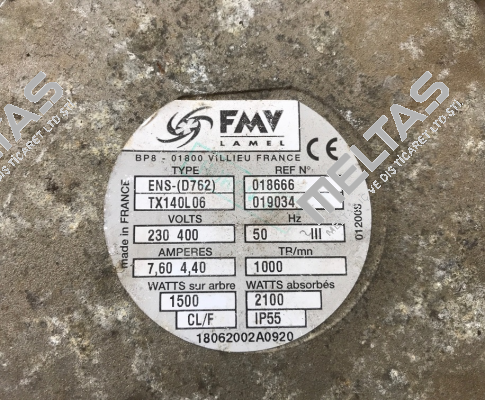 FMV
LAMEL
CE
BP8 - 01800 VILLIEU FRANCE
TYPE REF N°
ENS-(D762) 018666
TX140L06 019034
VOLTS Hz
230 400 50 III
AMPERES TR/mn
7,60 4,40 1000
WATTS sur arbre WATTS absorbés
1500 2100
CL/F IP55
18062002A0920
made in FRANCE
01200S
MELTAS